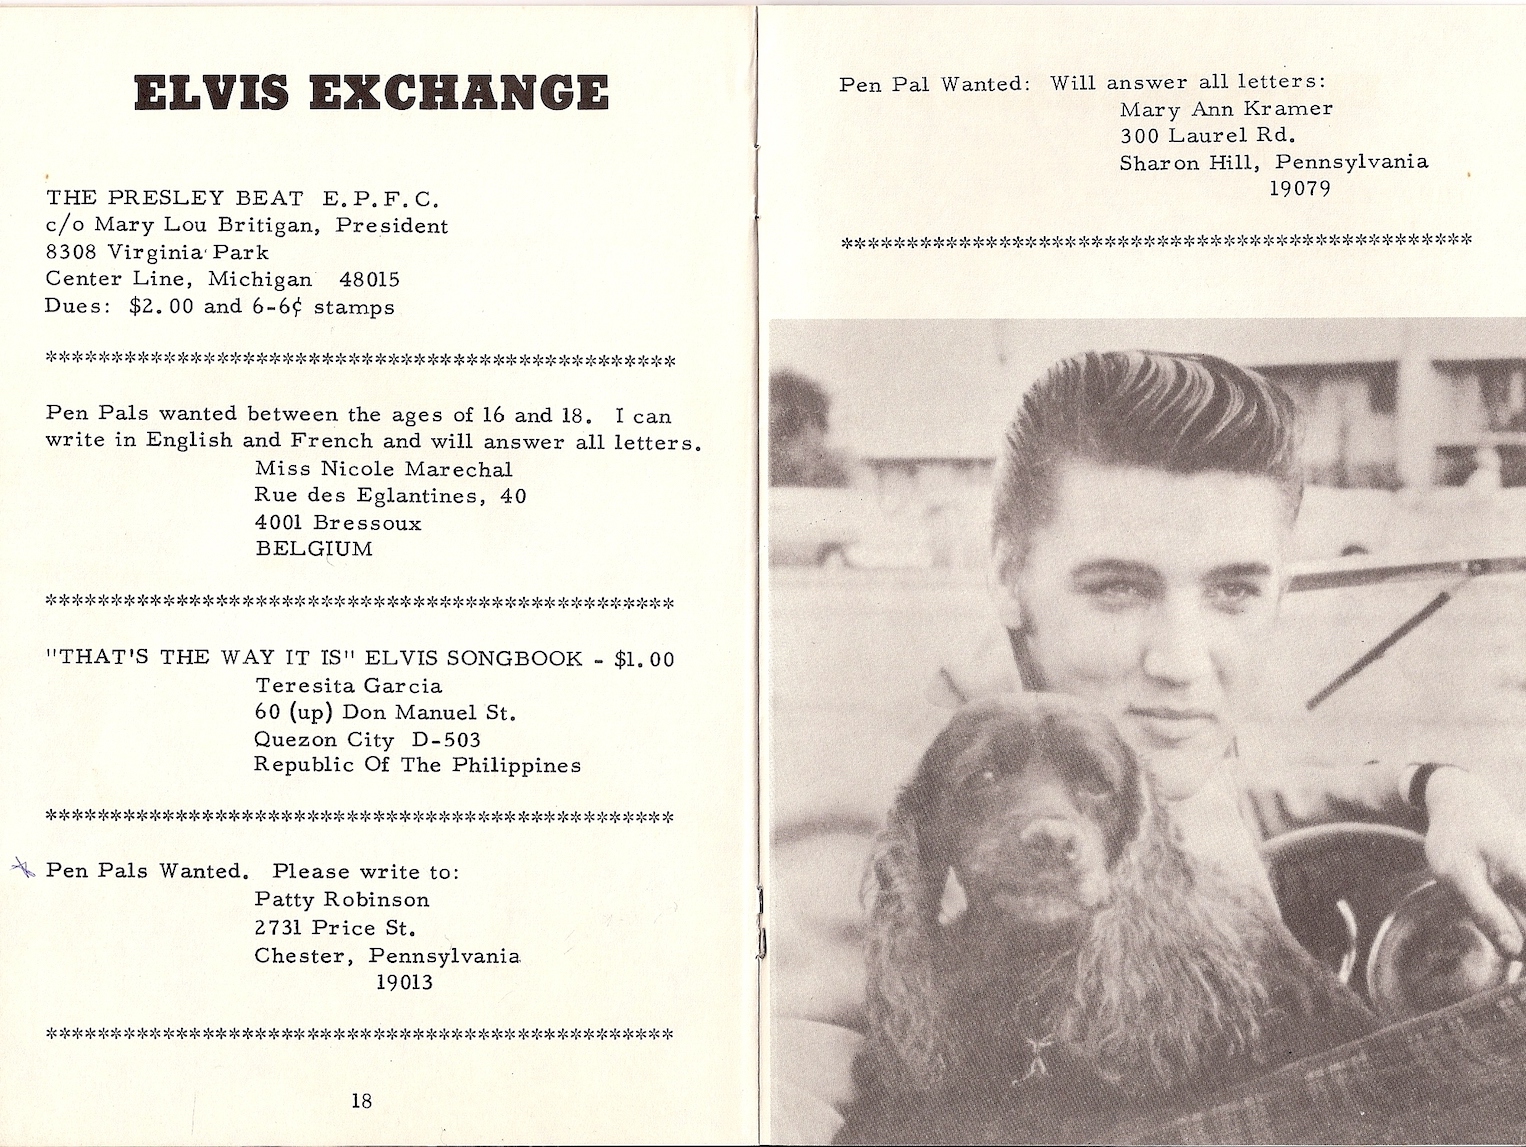 ELVIS EXCHANGE
THE PRESLEY BEAT E.P.F.C.
c/o Mary Lou Britigan, President
8308 Virginia Park
Center Line, Michigan 48015
Dues: $2.00 and 6-6¢ stamps
************************************************
Pen Pals wanted between the ages of 16 and 18. I can
write in English and French and will answer all letters.
Miss Nicole Marechal
Rue des Eglantines, 40
4001 Bressoux
BELGIUM
************************************************
"THAT'S THE WAY IT IS" ELVIS SONGBOOK - $1.00
Teresita Garcia
60 (up) Don Manuel St.
Quezon City D-503
Republic Of The Philippines
************************************************
Pen Pals Wanted. Please write to:
Patty Robinson
2731 Price St.
Chester, Pennsylvania
19013
************************************************
18
Pen Pal Wanted: Will answer all letters:
Mary Ann Kramer
300 Laurel Rd.
Sharon Hill, Pennsylvania
19079
************************************************